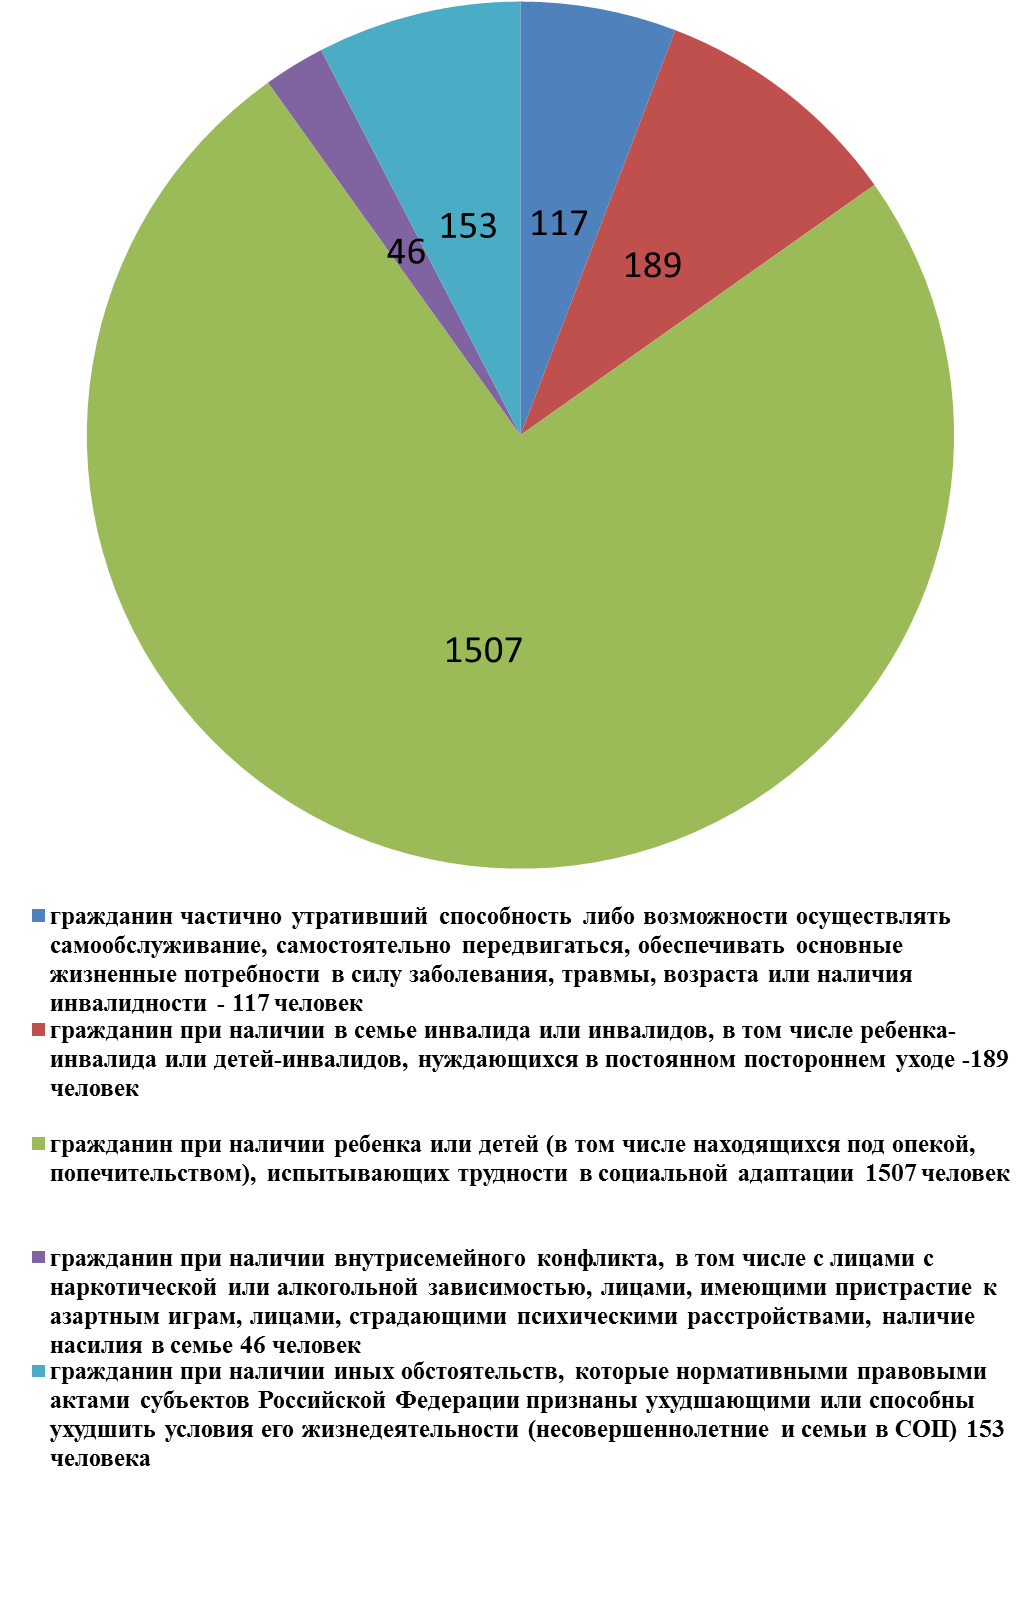 153
117
46
189
1507
гражданин частично утративший способность либо возможности осуществлять
самообслуживание, самостоятельно передвигаться, обеспечивать основные
жизненные потребности в силу заболевания, травмы, возраста или наличия
инвалидности - 117 человек
гражданин при наличии в семье инвалида или инвалидов, в том числе ребенка-
инвалида или детей-инвалидов, нуждающихся в постоянном постороннем уходе -189
человек
гражданин при наличии ребенка или детей (в том числе находящихся под опекой,
попечительством), испытывающих трудности в социальной адаптации 1507 человек
гражданин при наличии внутрисемейного конфликта, в том числе с лицами с
наркотической или алкогольной зависимостью, лицами, имеющими пристрастие к
азартным играм, лицами, страдающими психическими расстройствами, наличие
насилия в семье 46 человек
гражданин при наличии иных обстоятельств, которые нормативными правовыми
актами субъектов Российской Федерации признаны ухудшающими или способны
ухудшить условия его жизнедеятельности (несовершеннолетние и семьи в СОП) 153
человека